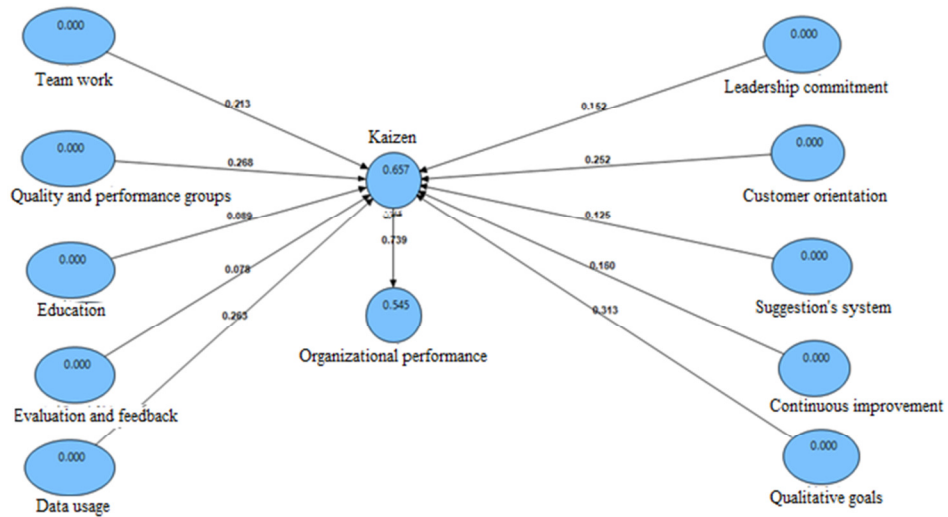 0.000
Team work
0.000
Leadership commitment
0.213
0.152
Kaizen
0.657
0.000
Quality and performance groups
0.268
0.252
0.000
Customer orientation
0.089
0.125
0.000
Education
0.739
0.000
Suggestion's system
0.078
0.150
0.263
0.545
0.313
Organizational performance
0.000
Evaluation and feedback
0.000
Continuous improvement
0.000
Data usage
0.000
Qualitative goals